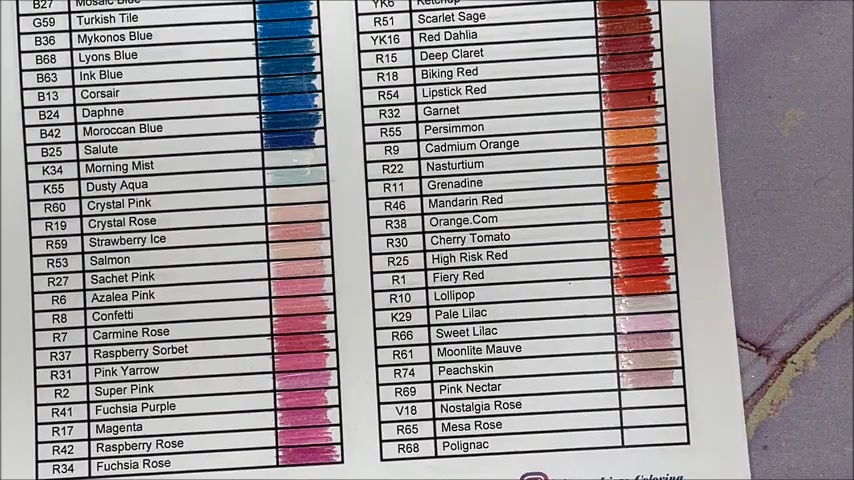 B27 Mosaic Blue
G59 Turkish Tile
B36 Mykonos Blue
B68 Lyons Blue
B63 Ink Blue
B13 Corsair
B24 Daphne
B42 Moroccan Blue
B25 Salute
K34 Morning Mist
K55 Dusty Aqua
R60 Crystal Pink
R19 Crystal Rose
R59 Strawberry Ice
R53 Salmon
R27 Sachet Pink
R6 Azalea Pink
R8 Confetti
R7 Carmine Rose
R37 Raspberry Sorbet
R31 Pink Yarrow
R2 Super Pink
R41 Fuchsia Purple
R17 Magenta
R42 Raspberry Rose
R34 Fuchsia Rose
YK6 Ketchup
R51 Scarlet Sage
YK16 Red Dahlia
R15 Deep Claret
R18 Biking Red
R54 Lipstick Red
R32 Garnet
R55 Persimmon
R9 Cadmium Orange
R22 Nasturtium
R11 Grenadine
R46 Mandarin Red
R38 Orange.Com
R30 Cherry Tomato
R25 High Risk Red
R1 Fiery Red
R10 Lollipop
K29 Pale Lilac
R66 Sweet Lilac
R61 Moonlite Mauve
R74 Peachskin
R69 Pink Nectar
V18 Nostalgia Rose
R65 Mesa Rose
R68 Polignac
Coloring